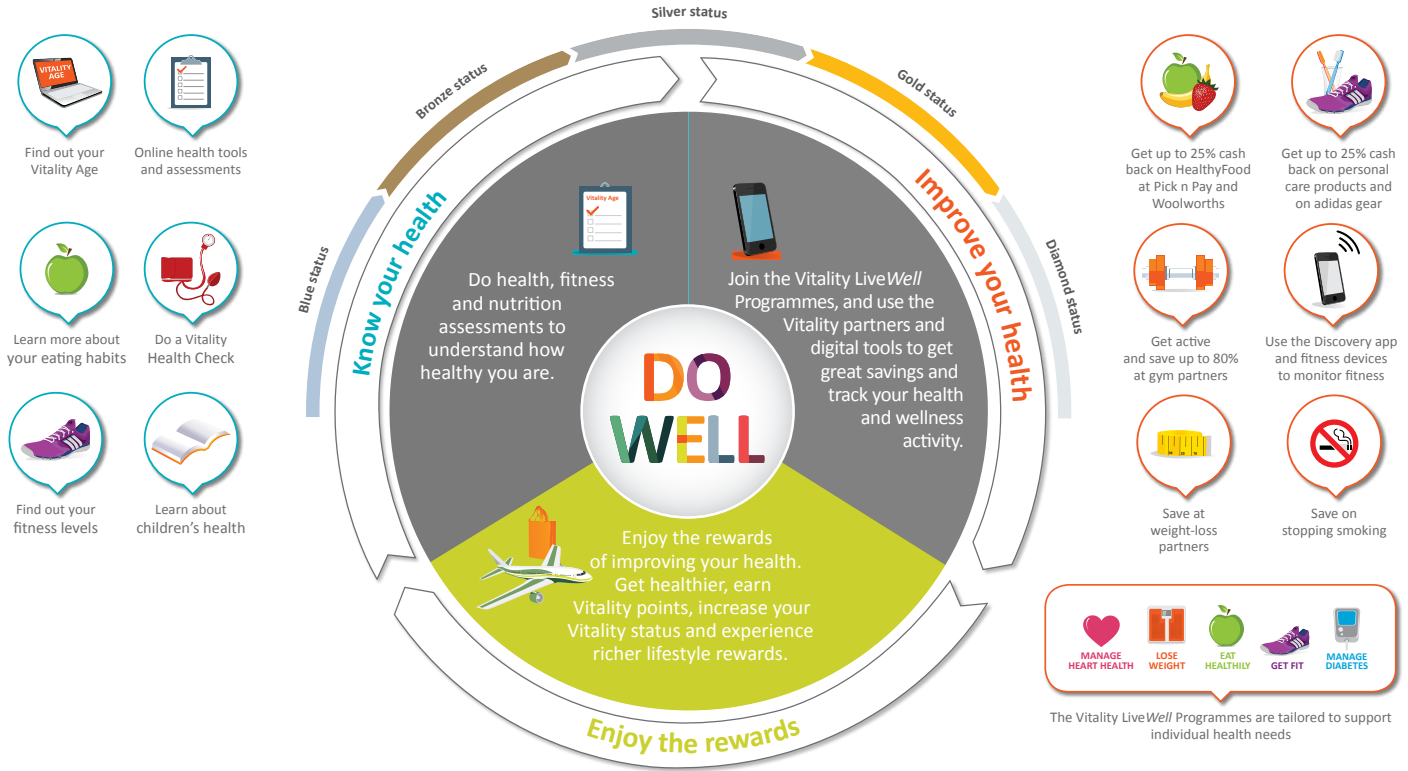 Silver status
Bronze status
Gold status
Blue status
Diamond status
VITALITY
AGE
Find out your
Vitality Age
Online health tools
and assessments
Learn more about
your eating habits
Do a Vitality
Health Check
Find out your
fitness levels
Learn about
children's health
Know your health
Vitality Age
Do health, fitness
and nutrition
assessments to
understand how
healthy you are.
Improve your health
Join the Vitality LiveWell
Programmes, and use the
Vitality partners and
digital tools to get
great savings and
track your health
and wellness
activity.
DO
WELL
Enjoy the rewards
of improving your health.
Get healthier, earn
Vitality points, increase your
Vitality status and experience
richer lifestyle rewards.
Enjoy the rewards
Get up to 25% cash
back on HealthyFood
at Pick n Pay and
Woolworths
Get up to 25% cash
back on personal
care products and
on adidas gear
Get active
and save up to 80%
at gym partners
Use the Discovery app
and fitness devices
to monitor fitness
Save at
weight-loss
partners
Save on
stopping smoking
MANAGE
HEART HEALTH
LOSE
WEIGHT
EAT
HEALTHILY
GET FIT
MANAGE
DIABETES
The Vitality LiveWell Programmes are tailored to support
individual health needs